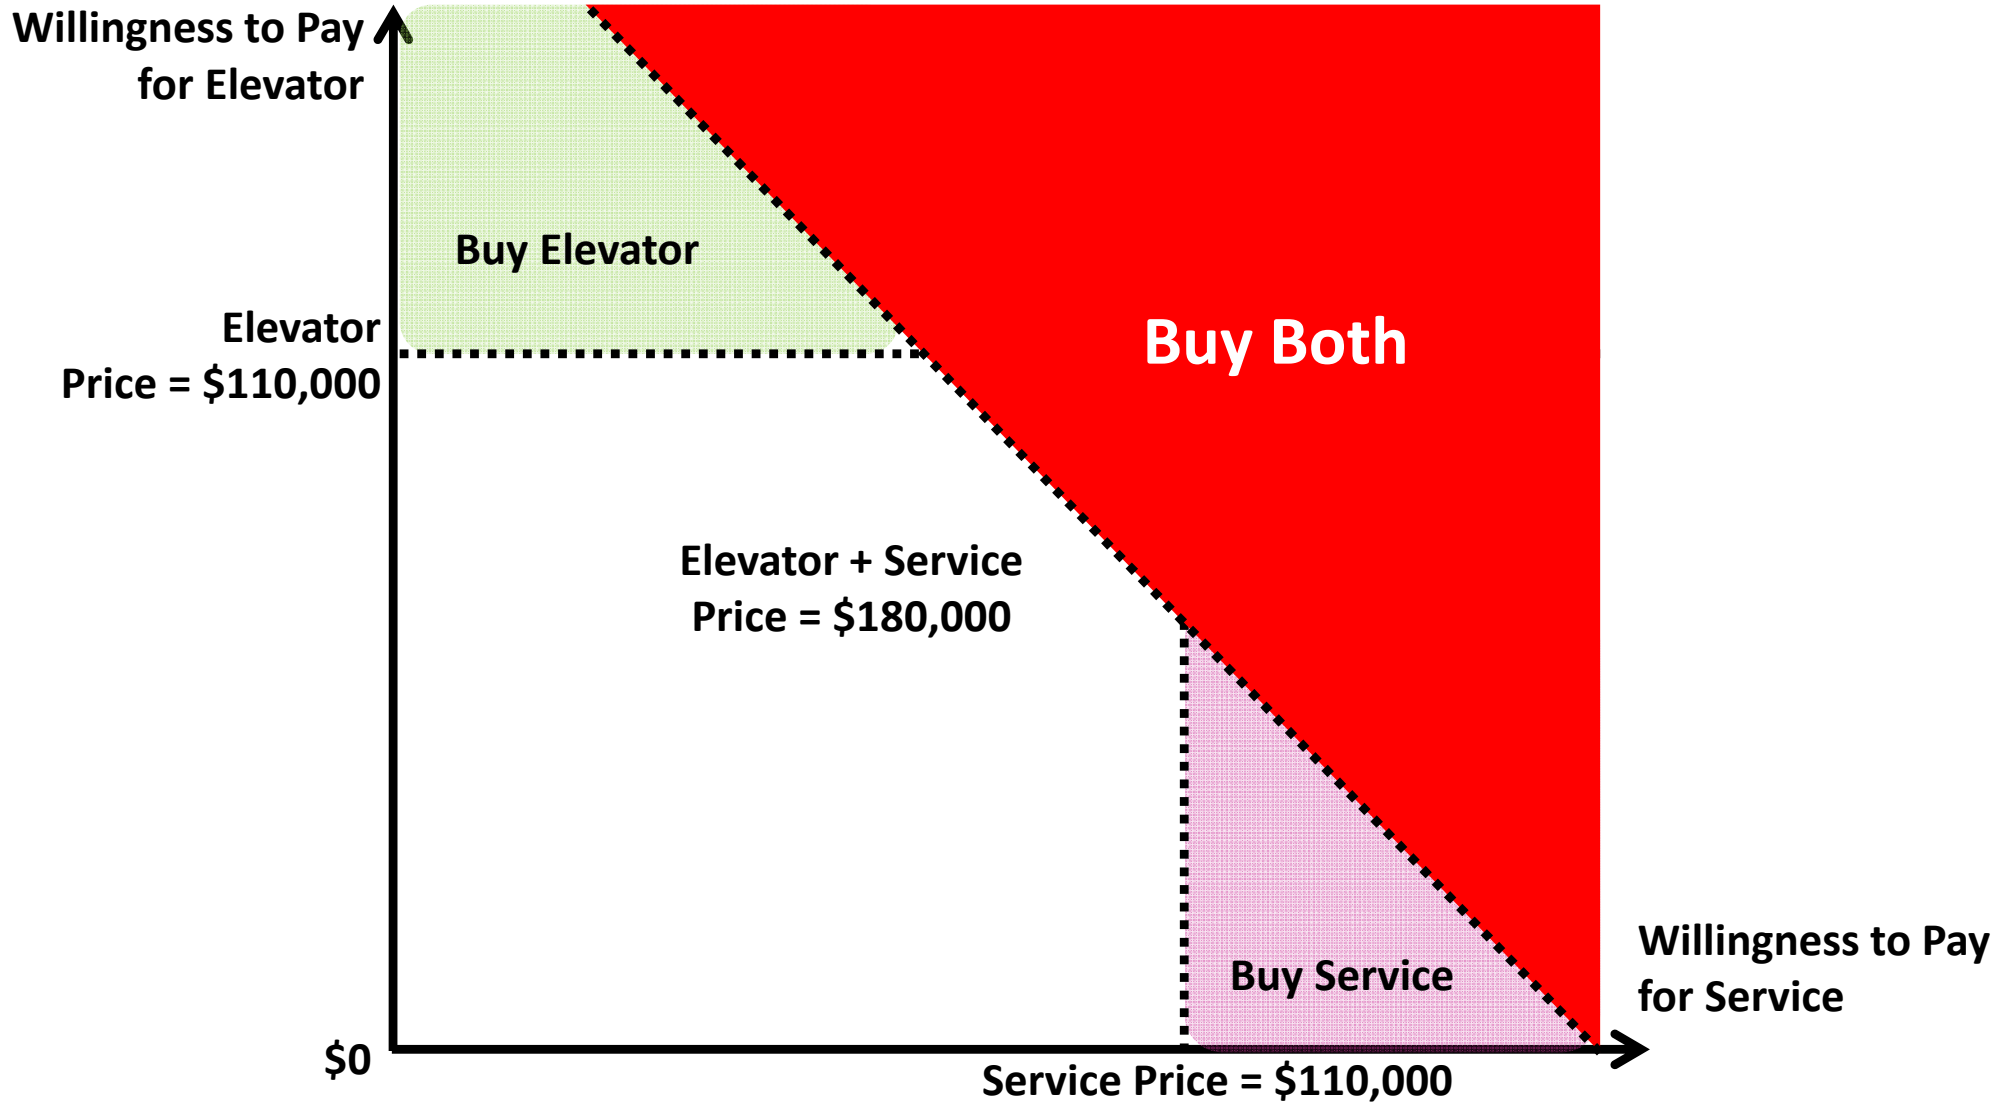 Willingness to Pay
for Elevator
Buy Elevator
Elevator
Price = $110,000
Buy Both
Elevator + Service
Price = $180,000
Willingness to Pay
for Service
Buy Service
$0
Service Price = $110,000